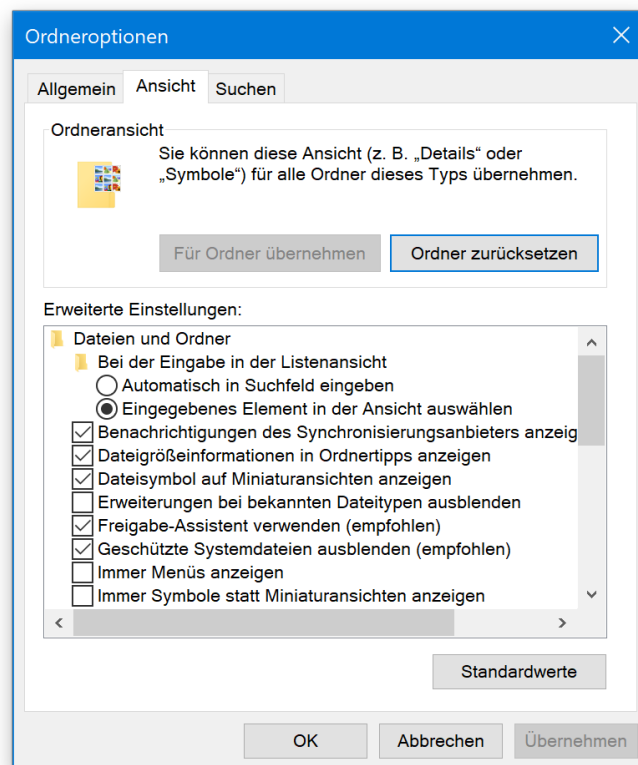 Ordneroptionen
Allgemein
Ansicht
Suchen
Ordneransicht
Sie können diese Ansicht (z. B. „Details“ oder
„Symbole“) für alle Ordner dieses Typs übernehmen.
Für Ordner übernehmen
Ordner zurücksetzen
Erweiterte Einstellungen:
Dateien und Ordner
Bei der Eingabe in der Listenansicht
Automatisch in Suchfeld eingeben
Eingegebenes Element in der Ansicht auswählen
Benachrichtigungen des Synchronisierungsanbieters anzeig
Dateigrößeinformationen in Ordnertipps anzeigen
Dateisymbol auf Miniaturansichten anzeigen
Erweiterungen bei bekannten Dateitypen ausblenden
Freigabe-Assistent verwenden (empfohlen)
Geschützte Systemdateien ausblenden (empfohlen)
Immer Menüs anzeigen
Immer Symbole statt Miniaturansichten anzeigen
Standardwerte
OK
Abbrechen
Übernehmen